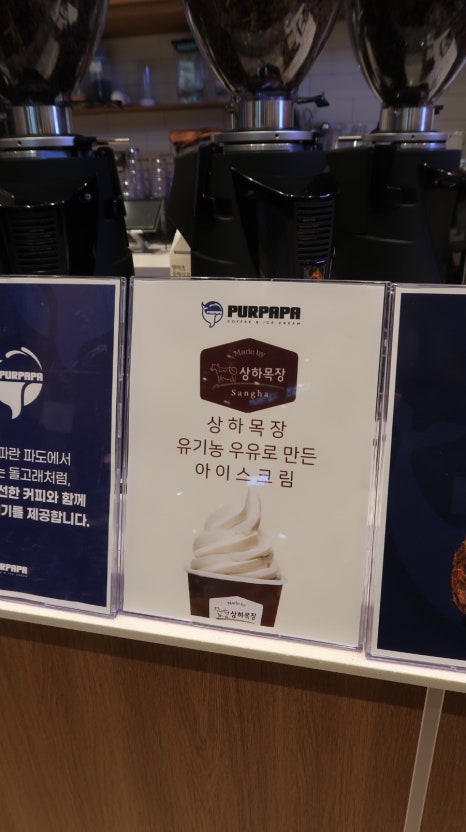 PURPAPA
파란 파도에서
는 돌고래처럼,
선한 커피와 함께
기를 제공합니다.
PURPAPA
PURPAPA
COFFEE & ICE CREAM
Made by
상하목장
Sangha
상하목장
유기농 우유로 만든
아이스크림
Made by
상하목장